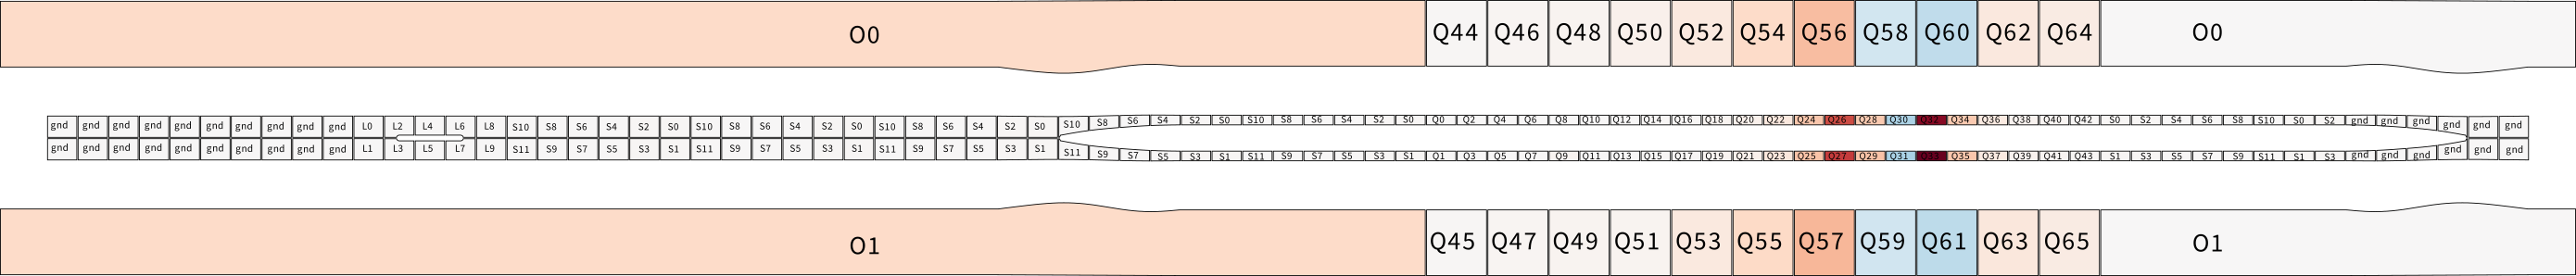 O0 Q44 Q46 Q48 Q50 Q52 Q54 Q56 Q58 Q60 Q62 Q64 O0
gnd gnd gnd gnd gnd gnd gnd gnd gnd gnd L0 L2 L4 L6 L8 S10 S8 S6 S4 S2 S0 S10 S8 S6 S4 S2 S0 S10 S8 S6 S4 S2 S0 S10 S8 S6 S4 S2 S0 S10 S8 S6 S4 S2 S0 Q0 Q2 Q4 Q6 Q8 Q10 Q12 Q14 Q16 Q18 Q20 Q22 Q24 Q26 Q28 Q30 Q32 Q34 Q36 Q38 Q40 Q42 S0 S2 S4 S6 S8 S10 S0 S2 gnd gnd gnd gnd gnd gnd
gnd gnd gnd gnd gnd gnd gnd gnd gnd gnd L1 L3 L5 L7 L9 S11 S9 S7 S5 S3 S1 S11 S9 S7 S5 S3 S1 S11 S9 S7 S5 S3 S1 S11 S9 S7 S5 S3 S1 S11 S9 S7 S5 S3 S1 Q1 Q3 Q5 Q7 Q9 Q11 Q13 Q15 Q17 Q19 Q21 Q23 Q25 Q27 Q29 Q31 Q33 Q35 Q37 Q39 Q41 Q43 S1 S3 S5 S7 S9 S11 S1 S3 gnd gnd gnd gnd gnd gnd
O1 Q45 Q47 Q49 Q51 Q53 Q55 Q57 Q59 Q61 Q63 Q65 O1